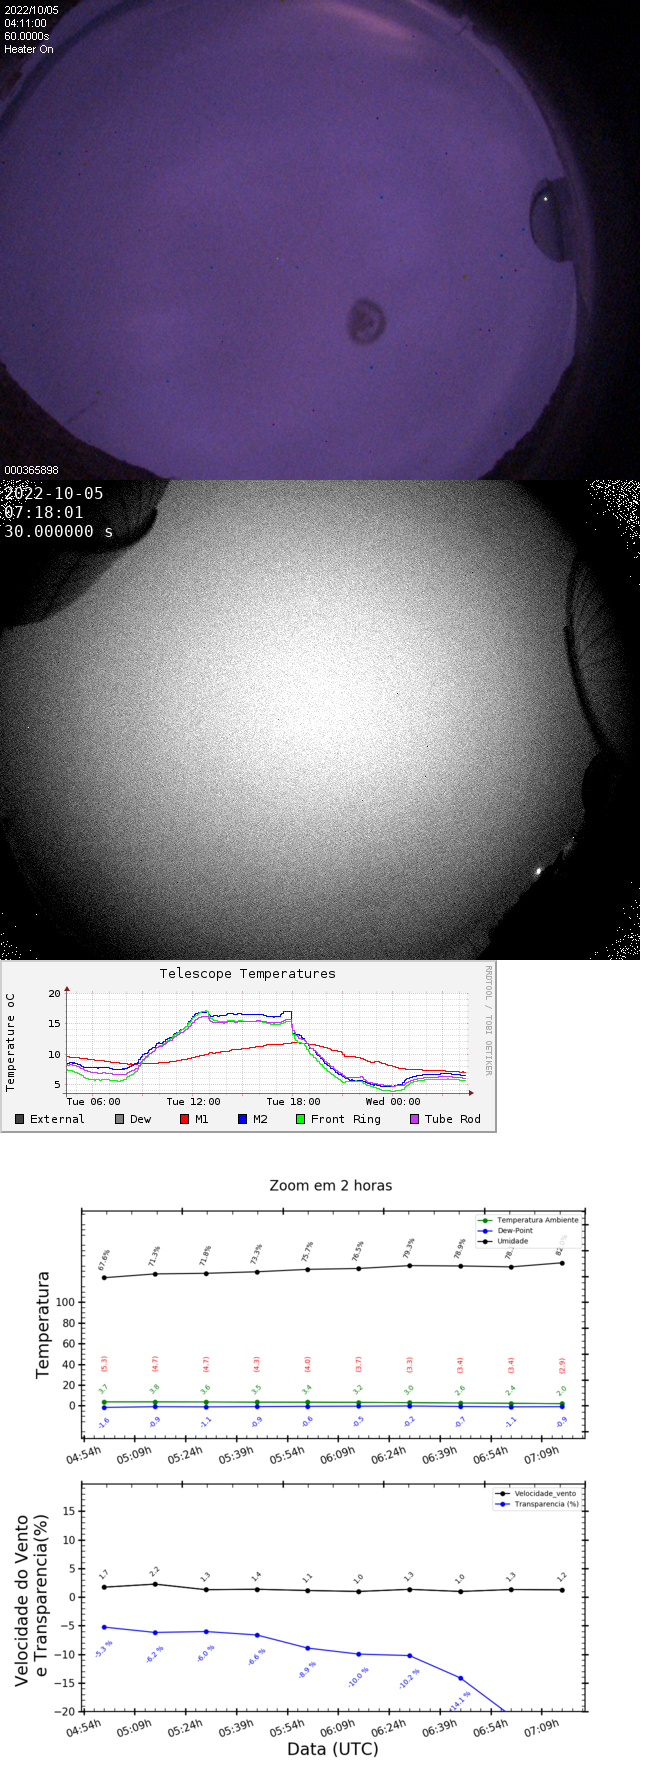 2022/10/05
04:11:00
60.0000s
Heater On
000365898
2022-10-05
07:18:01
30.000000 s
Telescope Temperatures
RRDTOOL / TOBI OETIKER
Temperature oC
20
15
10
5
Tue 06:00 Tue 12:00 Tue 18:00 Wed 00:00
External Dew M1 M2 Front Ring Tube Rod
Zoom em 2 horas
Temperatura Ambiente
Dew-Point
Umidade
67.6% 71.3% 71.8% 73.3% 75.7% 76.5% 79.3% 78.9%
Temperatura
100
80
60
40
20
0
(5.3) (4.7) (4.7) (4.3) (4.0) (3.7) (3.3) (3.4) (3.4) (2.9)
3.7 3.8 3.6 3.5 3.4 3.2 3.0 2.6 2.4 2.0
-1.6 -0.9 -1.1 -0.9 -0.6 -0.5 -0.2 -0.7 -1.1 -0.9
04:54h 05:09h 05:24h 05:39h 05:54h 06:09h 06:24h 06:39h 06:54h 07:09h
Velocidade_vento
Transparencia (%)
Velocidade do Vento
e Transparencia(%)
15
10
5
0
−5
−10
−15
−20
1.7 2.2 1.3 1.4 1.1 1.0 1.3 1.0 1.3 1.2
-5.3 % -6.2 % -6.0 % -6.6 % -8.9 % -10.0 % -10.2 % -14.1 %
04:54h 05:09h 05:24h 05:39h 05:54h 06:09h 06:24h 06:39h 06:54h 07:09h
Data (UTC)